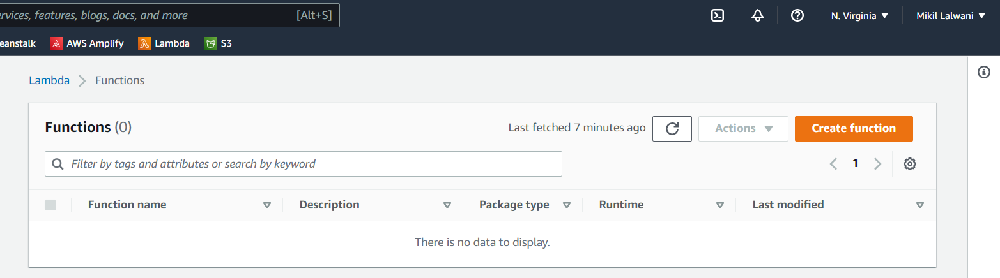 services, features, blogs, docs, and more [Alt+S] N. Virginia Mikil Lalwani
eanstalk AWS Amplify Lambda S3
Lambda Functions
Functions (0) Last fetched 7 minutes ago Actions Create function
Filter by tags and attributes or search by keyword 1
Function name Description Package type Runtime Last modified
There is no data to display.